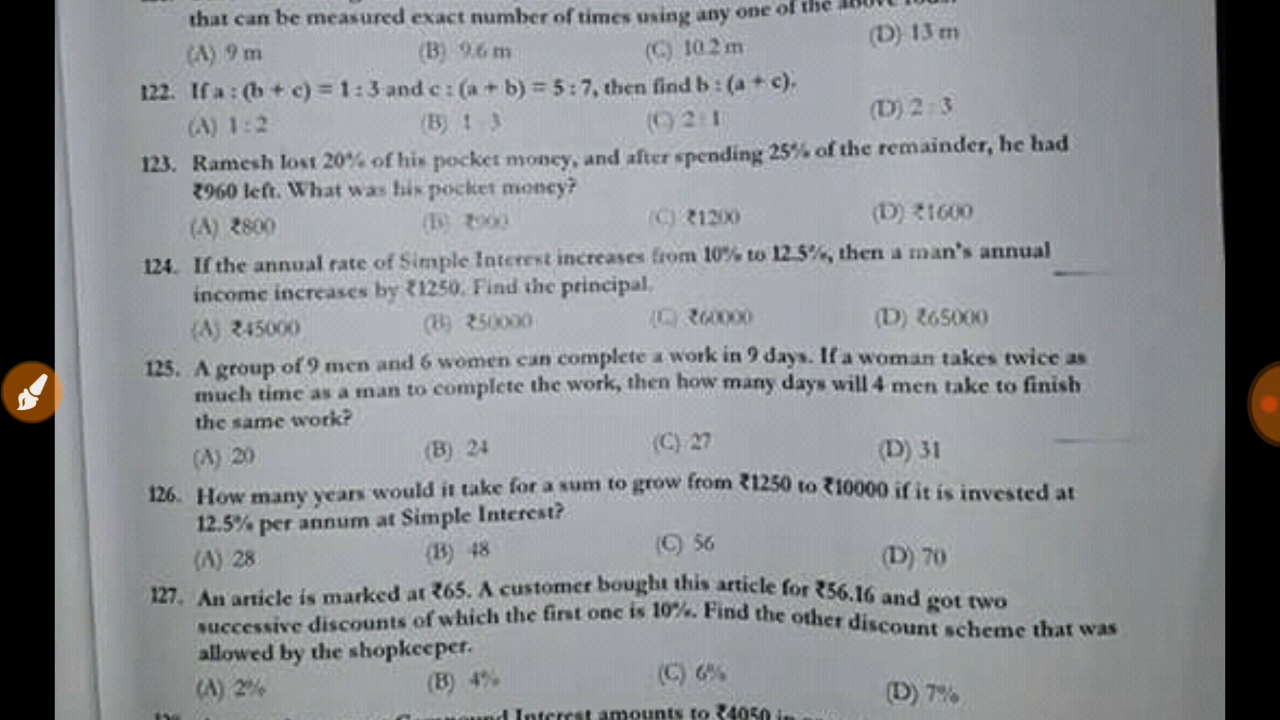 that can be measured exact number of times using any one of the above
(A) 9 m (B) 9.6 m (C) 10.2 m (D) 13 m
122. If a : (b + c) = 1 : 3 and c : (a + b) = 5 : 7, then find b : (a + c).
(A) 1 : 2 (B) 1 : 3 (C) 2 : 1 (D) 2 : 3
123. Ramesh lost 20% of his pocket money, and after spending 25% of the remainder, he had
₹960 left. What was his pocket money?
(A) ₹800 (B) ₹900 (C) ₹1200 (D) ₹1600
124. If the annual rate of Simple Interest increases from 10% to 12.5%, then a man's annual
income increases by ₹1250. Find the principal.
(A) ₹45000 (B) ₹50000 (C) ₹60000 (D) ₹65000
125. A group of 9 men and 6 women can complete a work in 9 days. If a woman takes twice as
much time as a man to complete the work, then how many days will 4 men take to finish
the same work?
(A) 20 (B) 24 (C) 27 (D) 31
126. How many years would it take for a sum to grow from ₹1250 to ₹10000 if it is invested at
12.5% per annum at Simple Interest?
(A) 28 (B) 48 (C) 56 (D) 70
127. An article is marked at ₹65. A customer bought this article for ₹56.16 and got two
successive discounts of which the first one is 10%. Find the other discount scheme that was
allowed by the shopkeeper.
(A) 2% (B) 4% (C) 6% (D) 7%
Compound Interest amounts to ₹4050 in